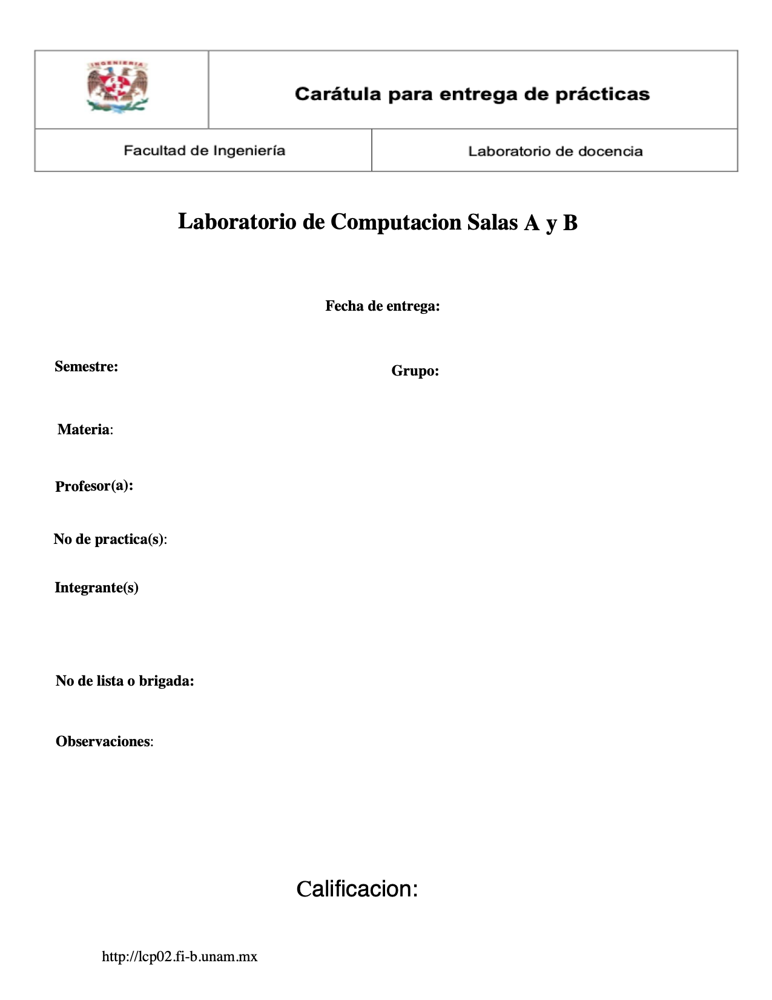 INGENIERIA
Carátula para entrega de prácticas
Facultad de Ingeniería
Laboratorio de docencia
Laboratorio de Computacion Salas A y B
Fecha de entrega:
Semestre:
Grupo:
Materia:
Profesor(a):
No de practica(s):
Integrante(s)
No de lista o brigada:
Observaciones:
Calificacion:
http://lcp02.fi-b.unam.mx